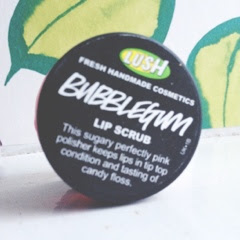 LUSH
FRESH HANDMADE COSMETICS
BUBBLEGUM
LIP SCRUB
This sugary perfectly pink
polisher keeps lips in tip top
condition and tasting of
candy floss.